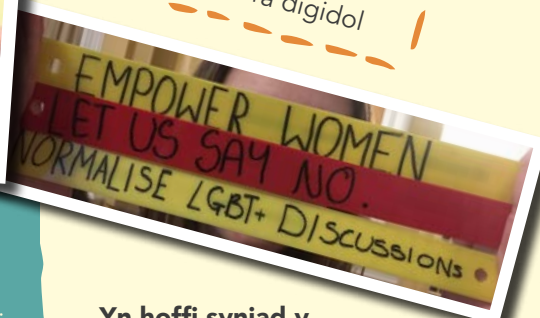 digidol
EMPOWER WOMEN
LET US SAY NO.
NORMALISE LGBT+ DISCUSSIONS
Yn hoffi syniad y